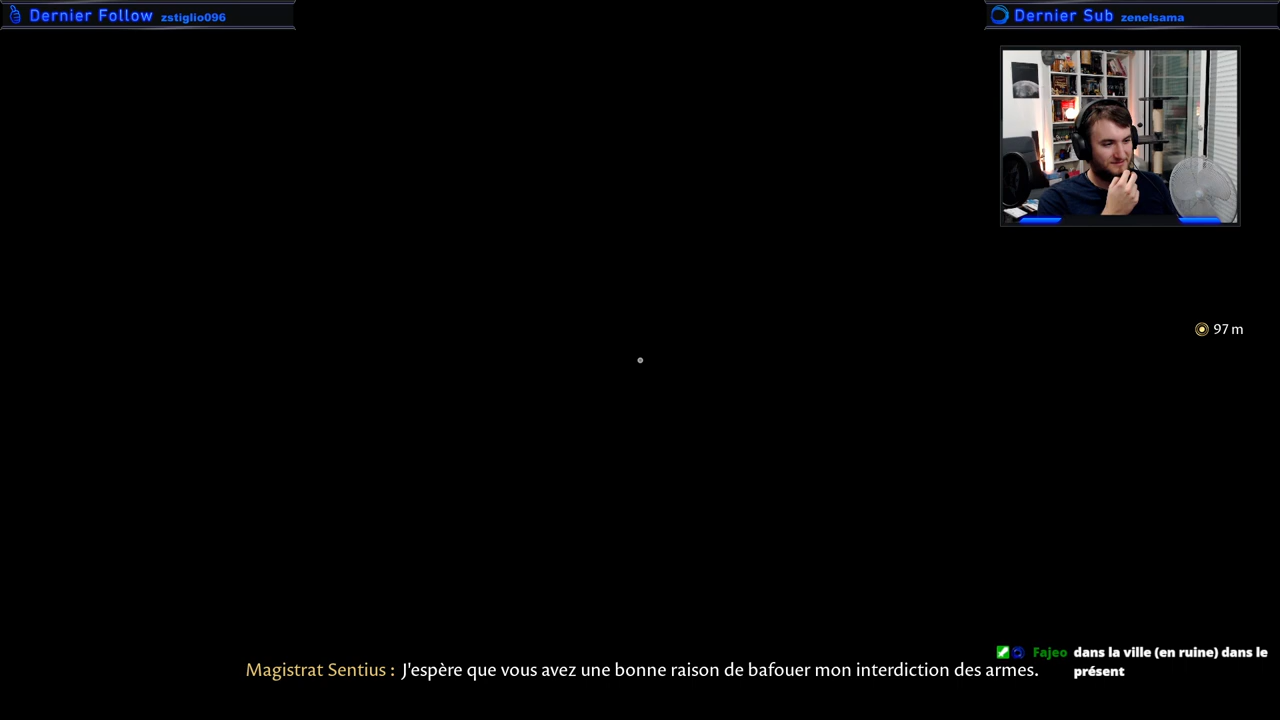 Dernier Follow zstiglio096
Dernier Sub zenelsama
97 m
Magistrat Sentius : J'espère que vous avez une bonne raison de bafouer mon interdiction des armes.
Fajeo dans la ville (en ruine) dans le
présent